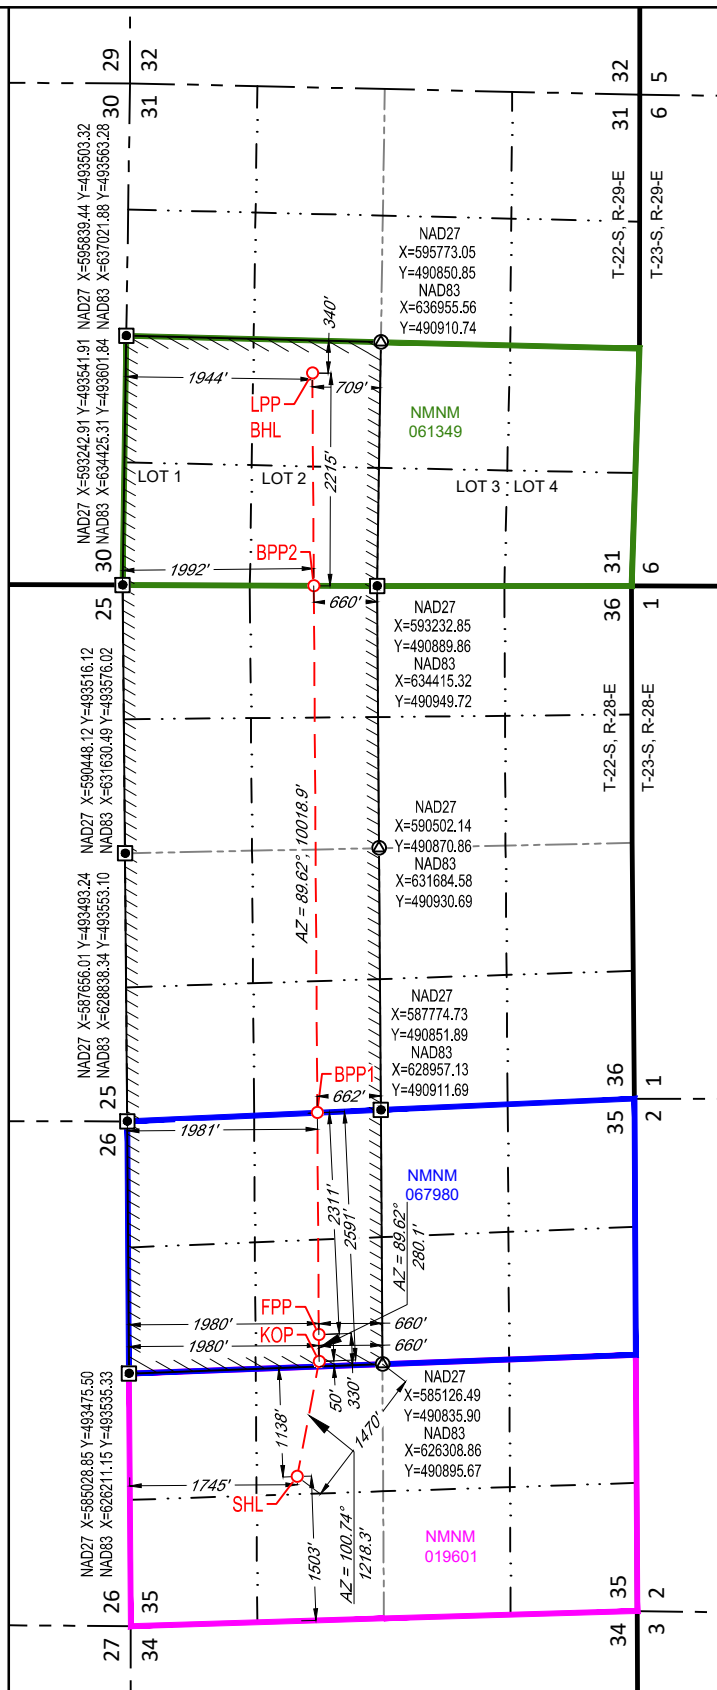 29
32
30
31
32
5
31
6
T-22-S, R-29-E
T-23-S, R-29-E
NAD27 X=595839.44 Y=493503.32
NAD83 X=637021.88 Y=493563.28
NAD27
X=595773.05
Y=490850.85
NAD83
X=636955.56
Y=490910.74
340'
1944'
709'
LPP
BHL
NMNM
061349
2215'
LOT 1
LOT 2
LOT 3
LOT 4
NAD27 X=593242.91 Y=493541.91
NAD83 X=634425.31 Y=493601.84
BPP2
1992'
30
25
31
6
36
1
660'
NAD27
X=593232.85
Y=490889.86
NAD83
X=634415.32
Y=490949.72
T-22-S, R-28-E
T-23-S, R-28-E
NAD27 X=590448.12 Y=493516.12
NAD83 X=631630.49 Y=493576.02
NAD27
X=590502.14
Y=490870.86
NAD83
X=631684.58
Y=490930.69
AZ = 89.62°, 10018.9'
NAD27 X=587656.01 Y=493493.24
NAD83 X=628838.34 Y=493553.10
NAD27
X=587774.73
Y=490851.89
NAD83
X=628957.13
Y=490911.69
BPP1
662'
25
26
36
1
35
2
1981'
2311'
2591'
NMNM
067980
AZ = 89.62°
280.1'
FPP
1980'
660'
KOP
1980'
660'
50'
330'
NAD27 X=585028.85 Y=493475.50
NAD83 X=626211.15 Y=493535.33
NAD27
X=585126.49
Y=490835.90
NAD83
X=626308.86
Y=490895.67
1138'
1470'
1745'
SHL
1503'
AZ = 100.74°
1218.3'
NMNM
019601
26
35
27
34
35
2
34
3